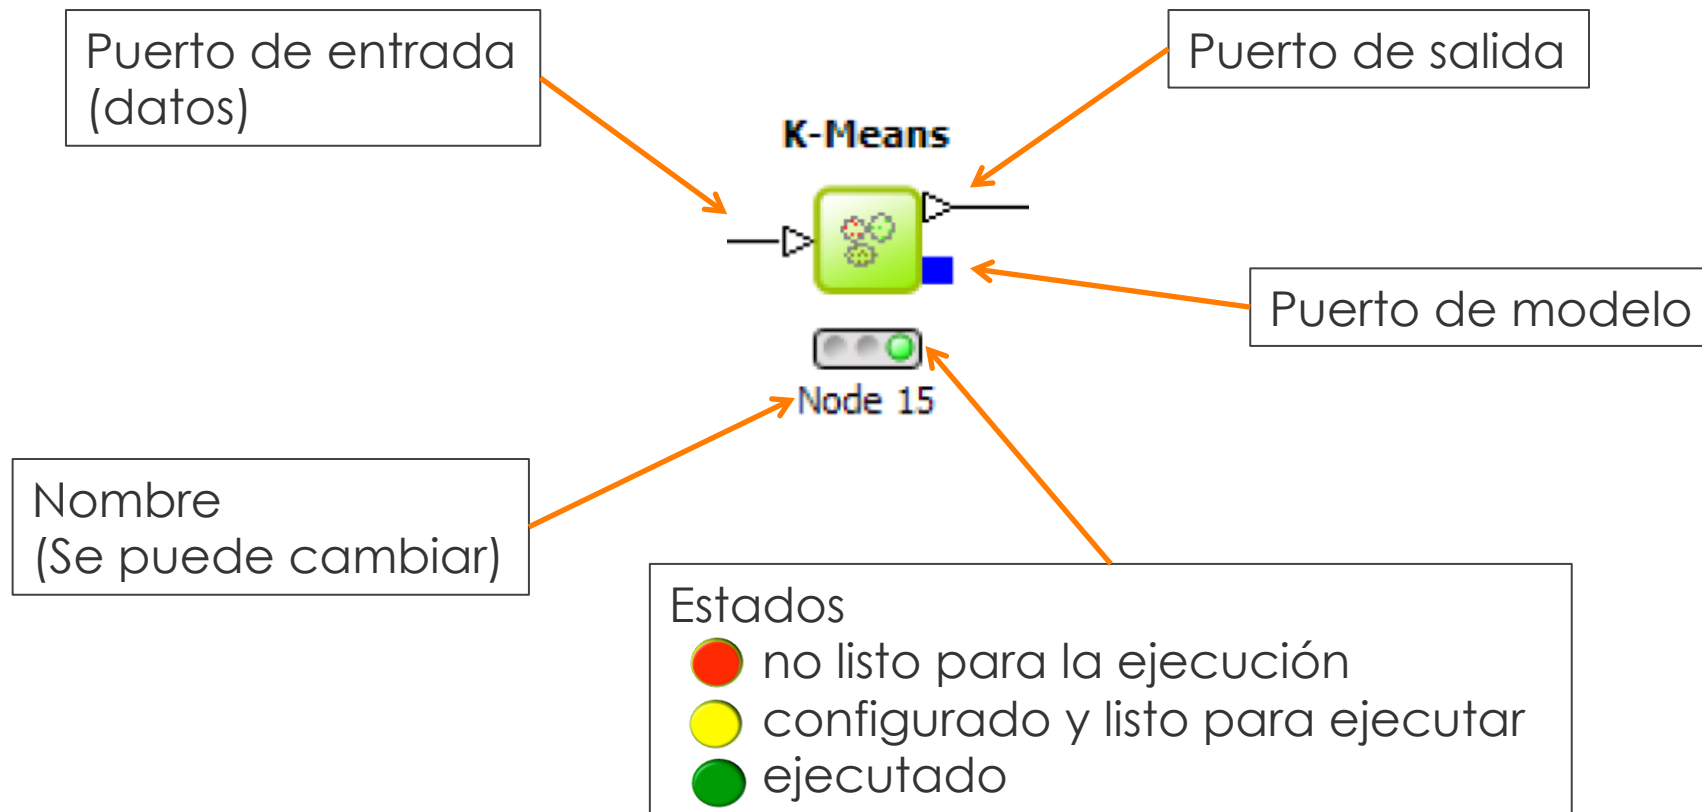 Puerto de entrada
(datos)
Puerto de salida
K-Means
Puerto de modelo
Node 15
Nombre
(Se puede cambiar)
Estados
no listo para la ejecución
configurado y listo para ejecutar
ejecutado